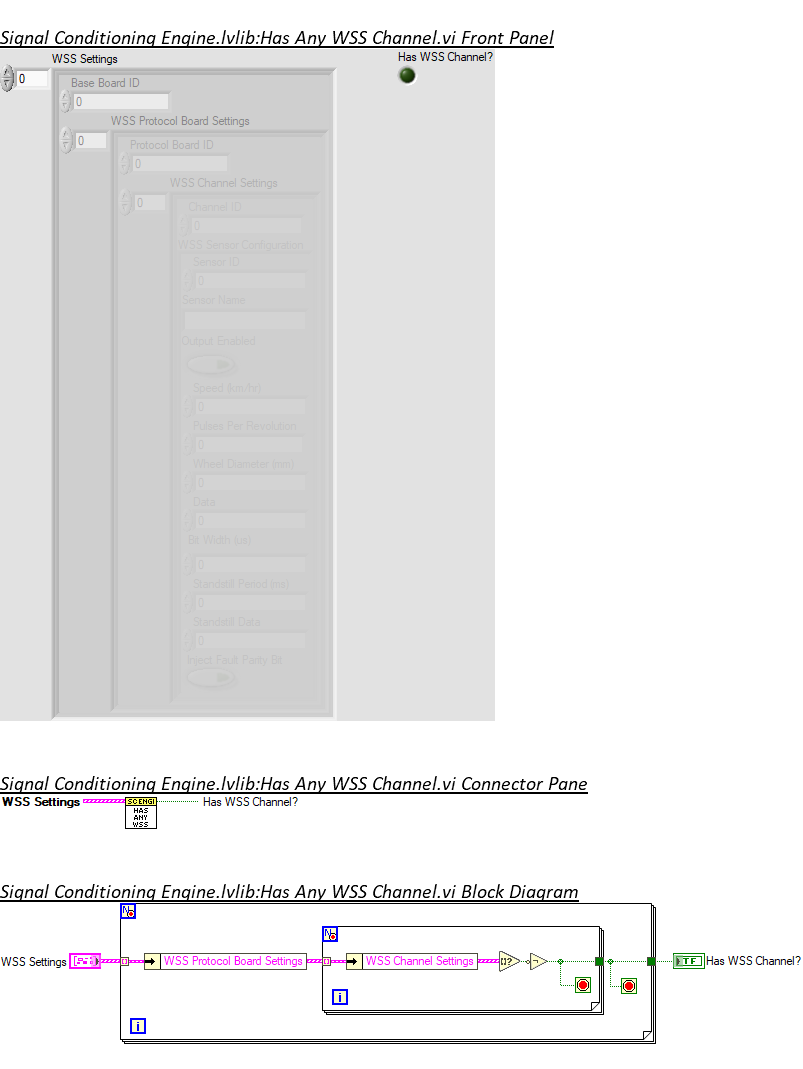 Signal Conditioning Engine.lvlib:Has Any WSS Channel.vi Front Panel
WSS Settings
Has WSS Channel?
0
Base Board ID
0
WSS Protocol Board Settings
0
Protocol Board ID
0
WSS Channel Settings
0
Channel ID
0
WSS Sensor Configuration
Sensor ID
0
Sensor Name
Output Enabled
Speed (km/hr)
0
Pulses Per Revolution
0
Wheel Diameter (mm)
0
Data
0
Bit Width (us)
0
Standstill Period (ms)
0
Standstill Data
0
Inject Fault Parity Bit
Signal Conditioning Engine.lvlib:Has Any WSS Channel.vi Connector Pane
WSS Settings
SC ENGI
HAS
ANY
WSS
Has WSS Channel?
Signal Conditioning Engine.lvlib:Has Any WSS Channel.vi Block Diagram
N
N
WSS Settings
WSS Protocol Board Settings
WSS Channel Settings
[]?
TF
Has WSS Channel?
i
i